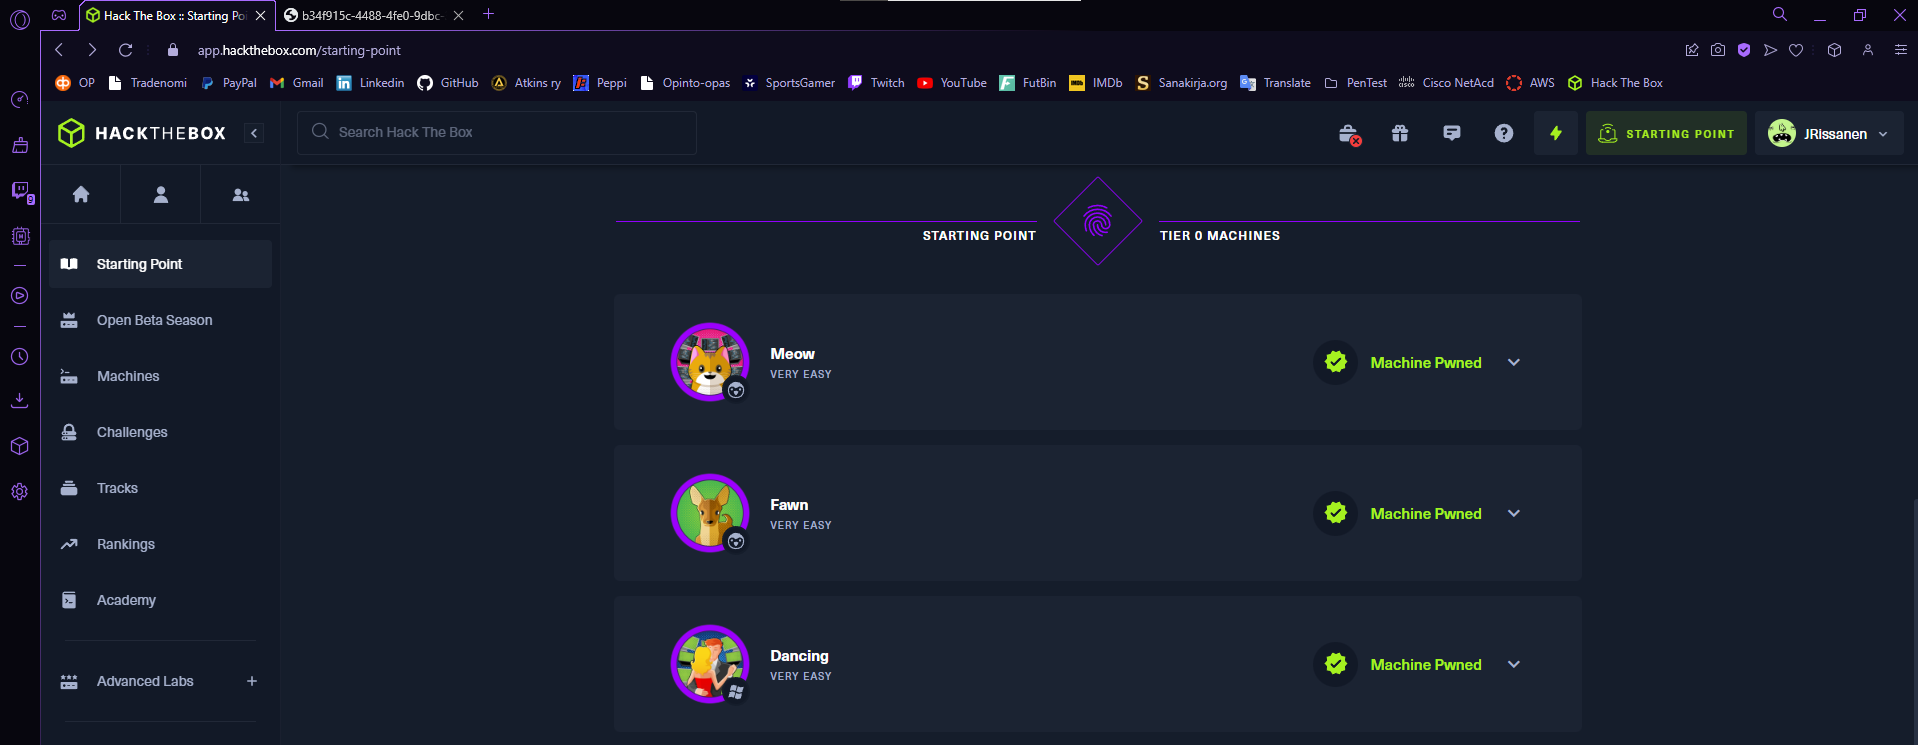 Hack The Box :: Starting Poi
b34f915c-4488-4fe0-9dbc-
app.hackthebox.com/starting-point
OP
Tradenomi
PayPal
Gmail
Linkedin
GitHub
Atkins ry
Peppi
Opinto-opas
SportsGamer
Twitch
YouTube
FutBin
IMDb
Sanakirja.org
Translate
PenTest
Cisco NetAcd
AWS
Hack The Box
HACKTHEBOX
Search Hack The Box
STARTING POINT
JRissanen
9
Starting Point
Open Beta Season
Machines
Challenges
Tracks
Rankings
Academy
Advanced Labs
STARTING POINT
TIER 0 MACHINES
Meow
VERY EASY
Machine Pwned
Fawn
VERY EASY
Machine Pwned
Dancing
VERY EASY
Machine Pwned